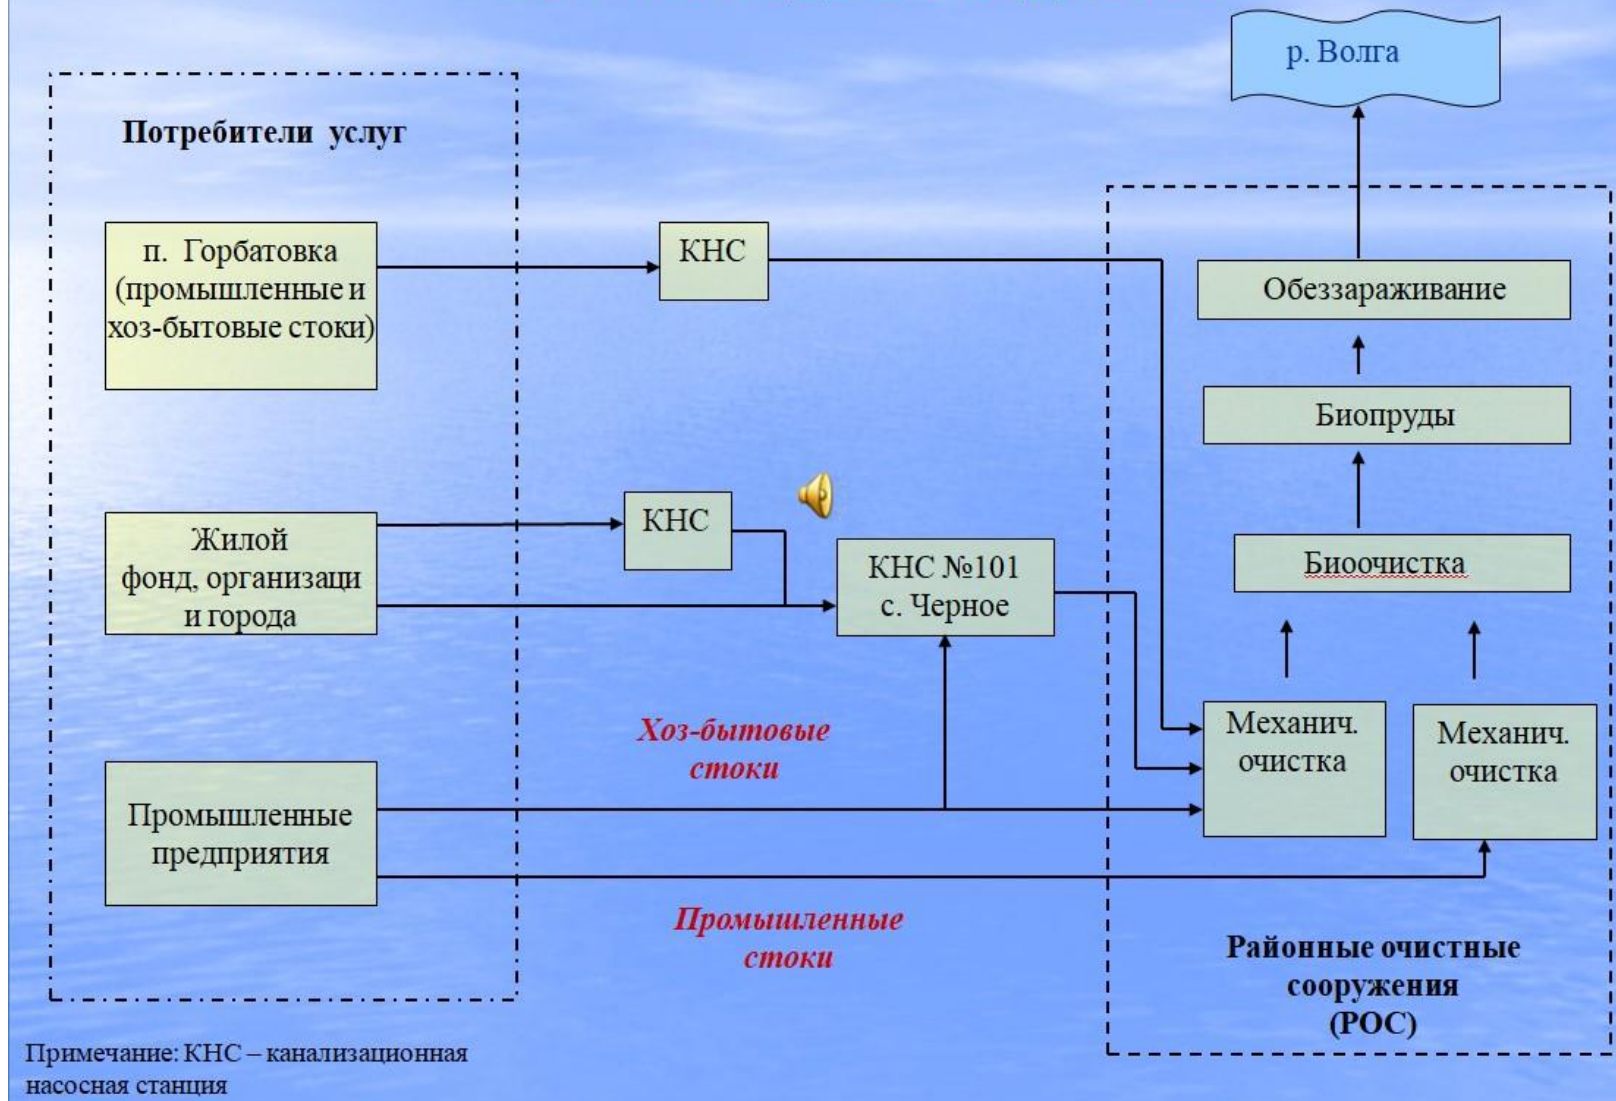 р. Волга
Потребители услуг
п. Горбатовка
(промышленные и
хоз-бытовые стоки)
КНС
Обеззараживание
Биопруды
Жилой
фонд, организаци
и города
КНС
КНС №101
с. Черное
Биоочистка
Хоз-бытовые
стоки
Механич.
очистка
Механич.
очистка
Промышленные
предприятия
Промышленные
стоки
Районные очистные
сооружения
(РОС)
Примечание: КНС – канализационная
насосная станция